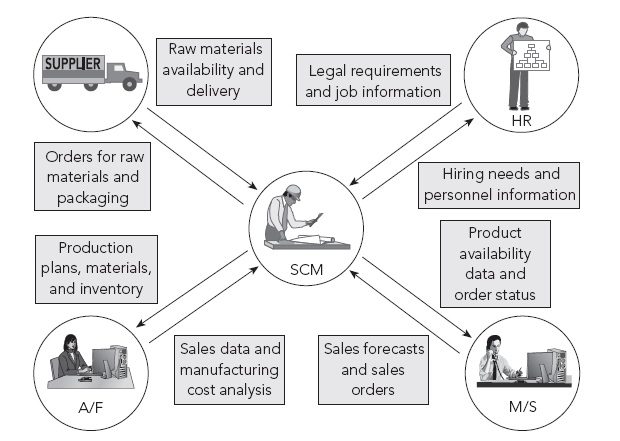 SUPPLIER
Raw materials
availability and
delivery
Legal requirements
and job information
HR
Orders for raw
materials and
packaging
Hiring needs and
personnel information
SCM
Production
plans, materials,
and inventory
Product
availability
data and
order status
A/F
Sales data and
manufacturing
cost analysis
Sales forecasts
and sales
orders
M/S